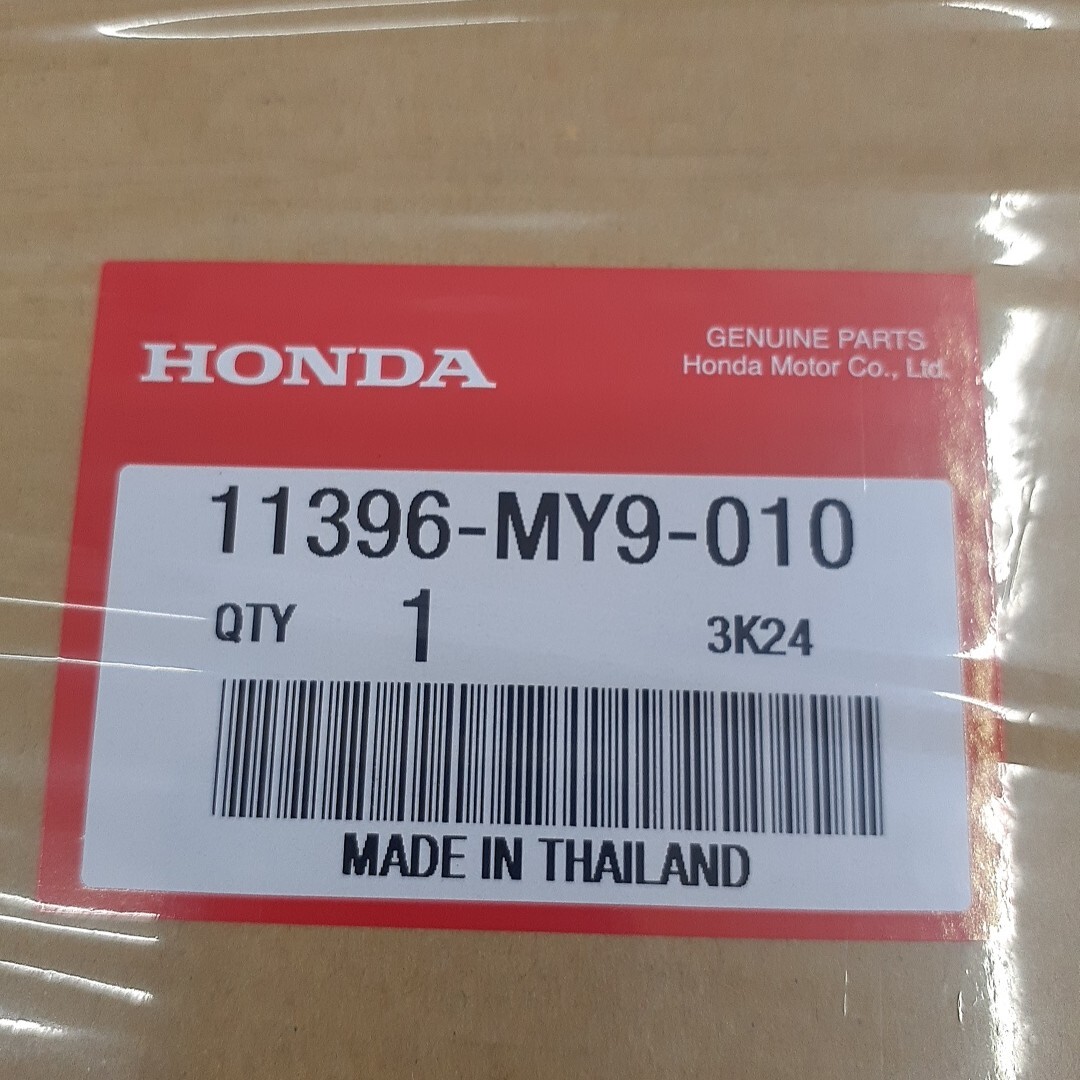 HONDA
GENUINE PARTS
Honda Motor Co., Ltd.
11396-MY9-010
QTY 1 3K24
MADE IN THAILAND